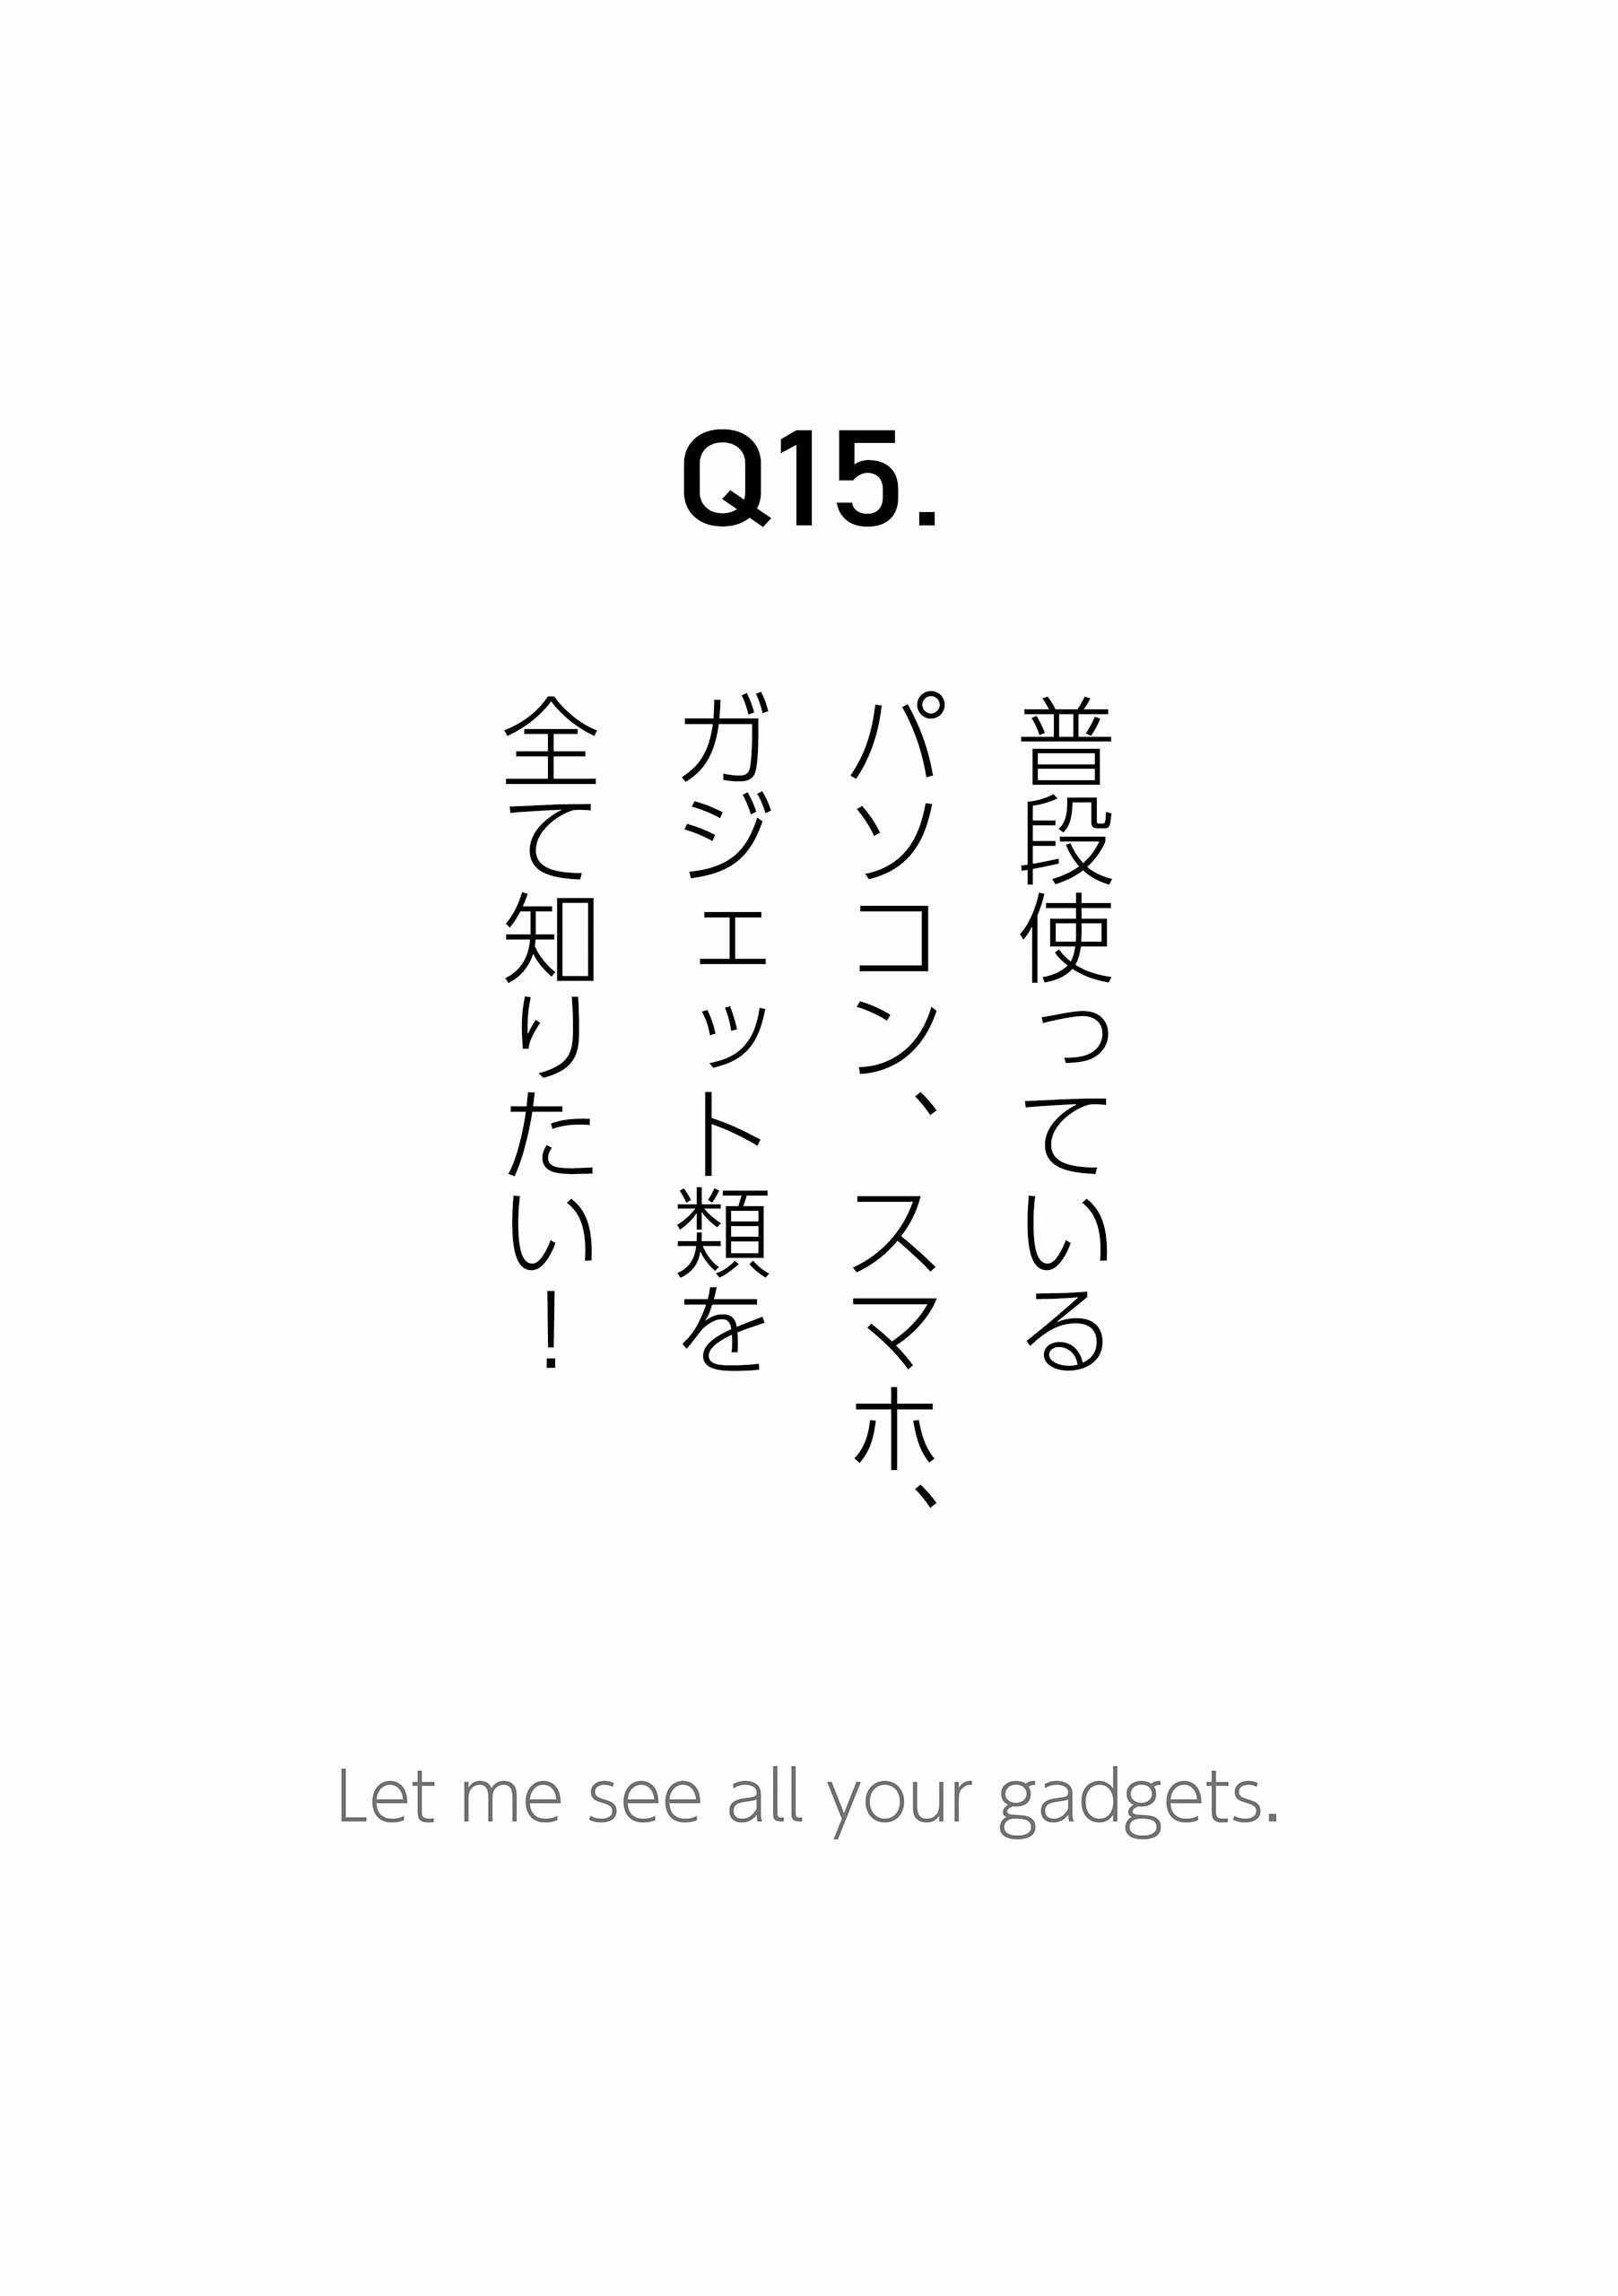 Q15.
普段使っている
パソコン、スマホ、
ガジェット類を
全て知りたい！
Let me see all your gadgets.